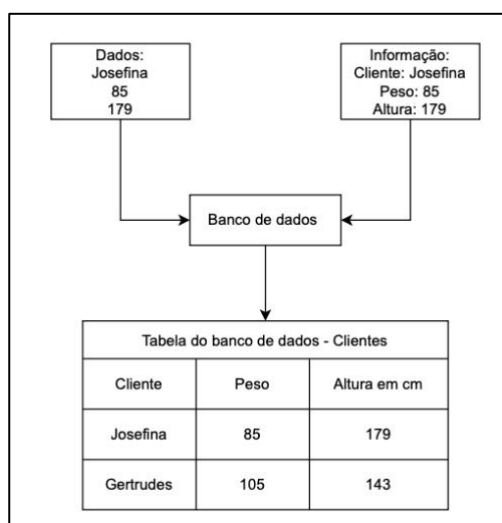 Dados:
Josefina
85
179
Informação:
Cliente: Josefina
Peso: 85
Altura: 179
Banco de dados
Tabela do banco de dados - Clientes
Cliente Peso Altura em cm
Josefina 85 179
Gertrudes 105 143